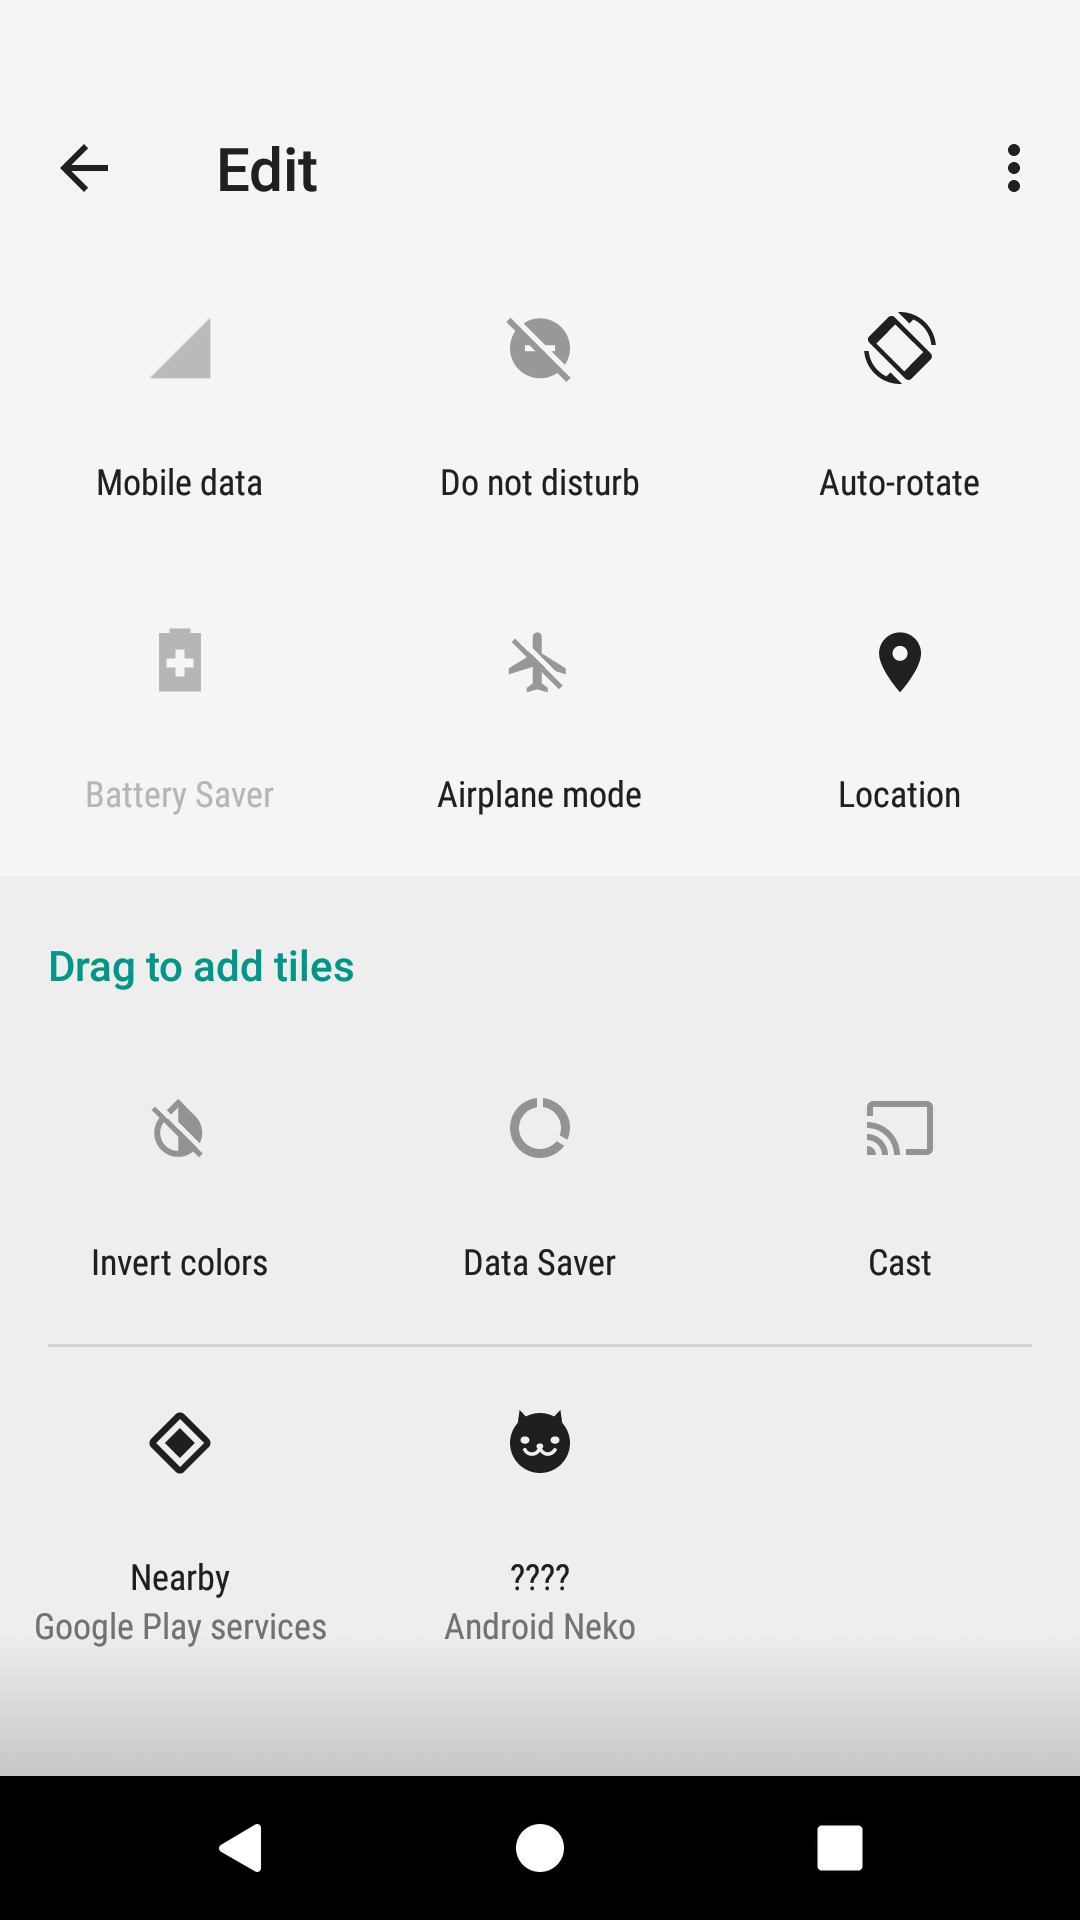 Edit
Mobile data
Do not disturb
Auto-rotate
Battery Saver
Airplane mode
Location
Drag to add tiles
Invert colors
Data Saver
Cast
Nearby
Google Play services
????
Android Neko